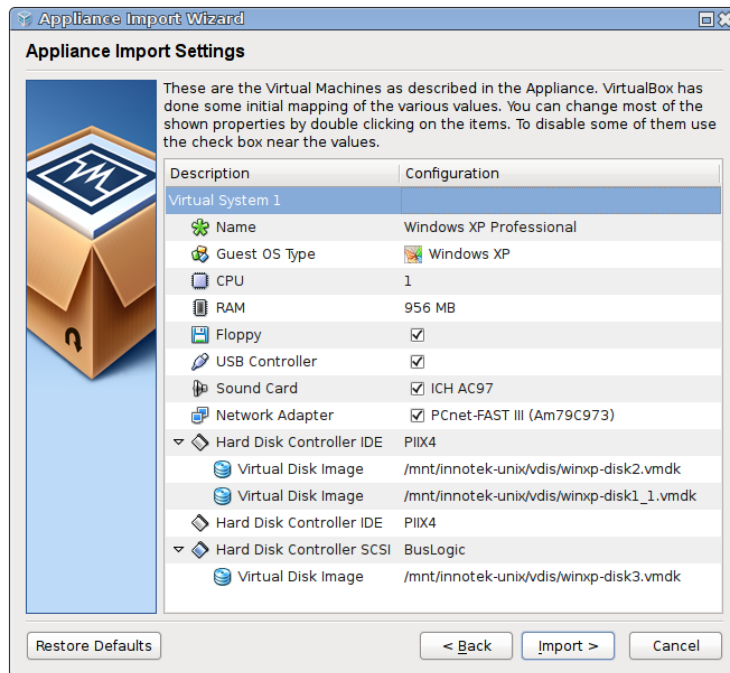 Appliance Import Wizard
Appliance Import Settings
These are the Virtual Machines as described in the Appliance. VirtualBox has
done some initial mapping of the various values. You can change most of the
shown properties by double clicking on the items. To disable some of them use
the check box near the values.
Description Configuration
Virtual System 1
Name Windows XP Professional
Guest OS Type Windows XP
CPU 1
RAM 956 MB
Floppy
USB Controller
Sound Card ICH AC97
Network Adapter PCnet-FAST III (Am79C973)
Hard Disk Controller IDE PIIX4
Virtual Disk Image /mnt/innotek-unix/vdis/winxp-disk2.vmdk
Virtual Disk Image /mnt/innotek-unix/vdis/winxp-disk1_1.vmdk
Hard Disk Controller IDE PIIX4
Hard Disk Controller SCSI BusLogic
Virtual Disk Image /mnt/innotek-unix/vdis/winxp-disk3.vmdk
Restore Defaults < Back Import > Cancel